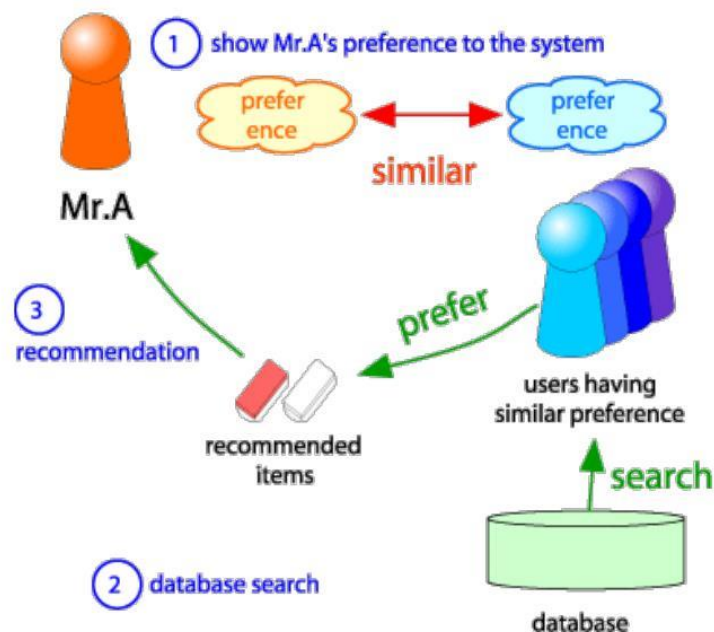 1 show Mr.A's preference to the system
prefer
ence
prefer
ence
similar
Mr.A
3
recommendation
prefer
users having
similar preference
recommended
items
search
2 database search
database